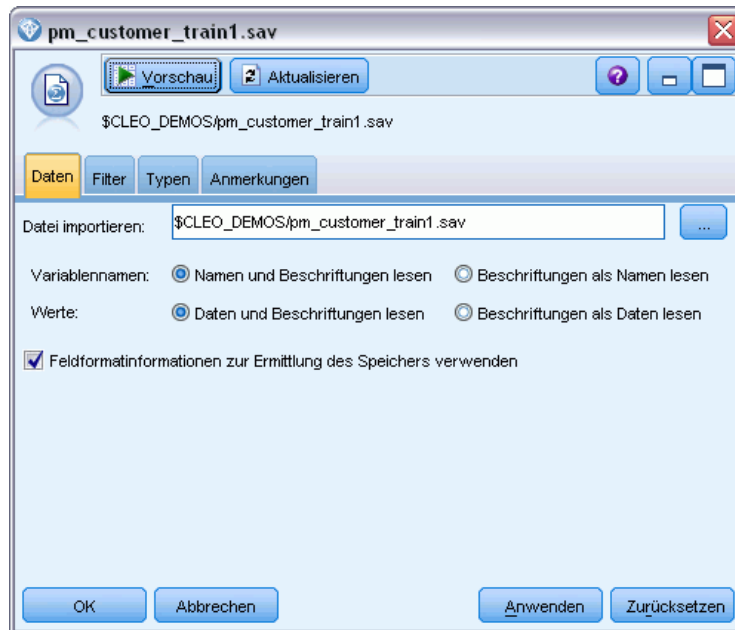 pm_customer_train1.sav
Vorschau
Aktualisieren
$CLEO_DEMOS/pm_customer_train1.sav
Daten Filter Typen Anmerkungen
Datei importieren: $CLEO_DEMOS/pm_customer_train1.sav ...
Variablennamen: Namen und Beschriftungen lesen Beschriftungen als Namen lesen
Werte: Daten und Beschriftungen lesen Beschriftungen als Daten lesen
Feldformatinformationen zur Ermittlung des Speichers verwenden
OK Abbrechen Anwenden Zurücksetzen